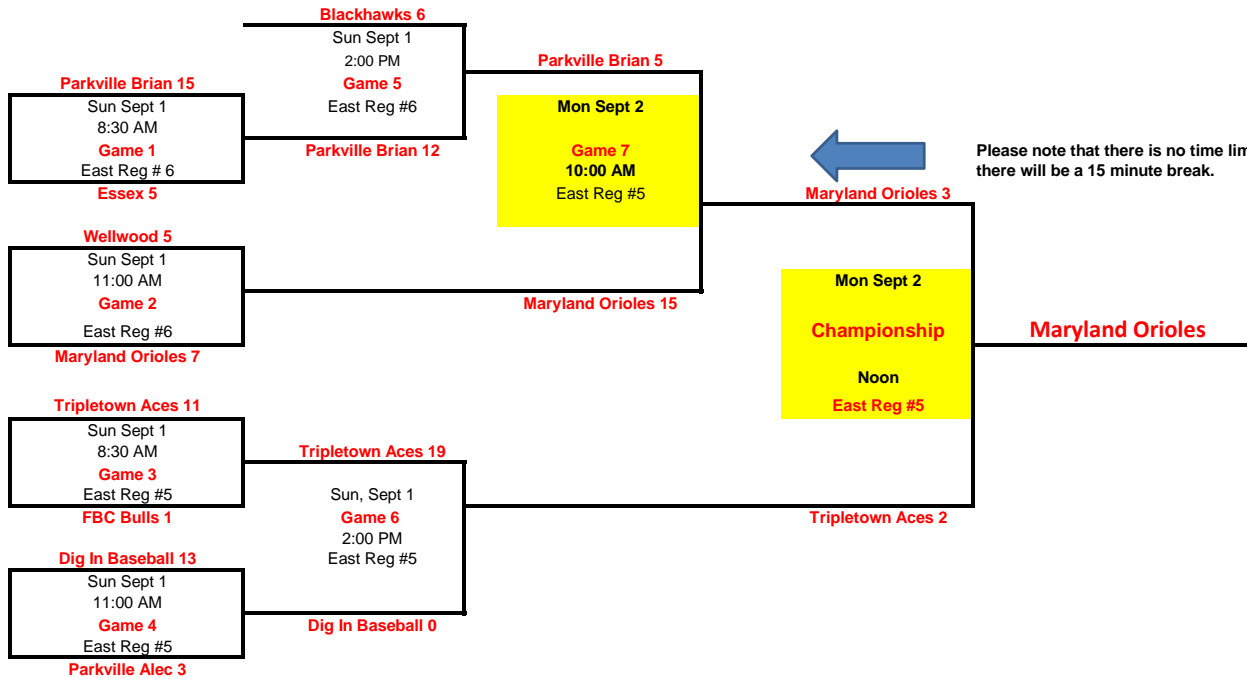 Blackhawks 6
Sun Sept 1
2:00 PM
Game 5
East Reg #6
Parkville Brian 12
Parkville Brian 15
Sun Sept 1
8:30 AM
Game 1
East Reg # 6
Essex 5
Wellwood 5
Sun Sept 1
11:00 AM
Game 2
East Reg #6
Maryland Orioles 7
Parkville Brian 5
Mon Sept 2
Game 7
10:00 AM
East Reg #5
Maryland Orioles 15
Please note that there is no time
there will be a 15 minute break.
Maryland Orioles 3
Mon Sept 2
Championship
Noon
East Reg #5
Tripletown Aces 2
Maryland Orioles
Tripletown Aces 11
Sun Sept 1
8:30 AM
Game 3
East Reg #5
FBC Bulls 1
Tripletown Aces 19
Sun, Sept 1
Game 6
2:00 PM
East Reg #5
Dig In Baseball 0
Dig In Baseball 13
Sun Sept 1
11:00 AM
Game 4
East Reg #5
Parkville Alec 3